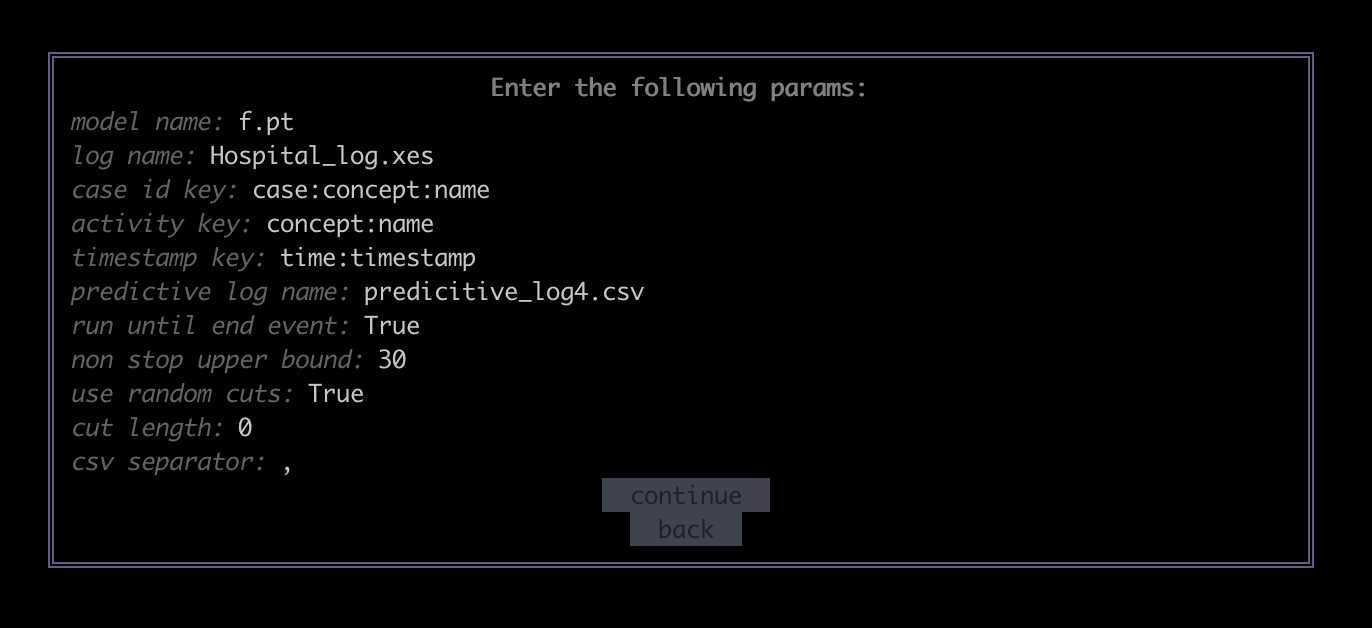 Enter the following params:
model name: f.pt
log name: Hospital_log.xes
case id key: case:concept:name
activity key: concept:name
timestamp key: time:timestamp
predictive log name: predicitive_log4.csv
run until end event: True
non stop upper bound: 30
use random cuts: True
cut length: 0
csv separator: ,
continue
back